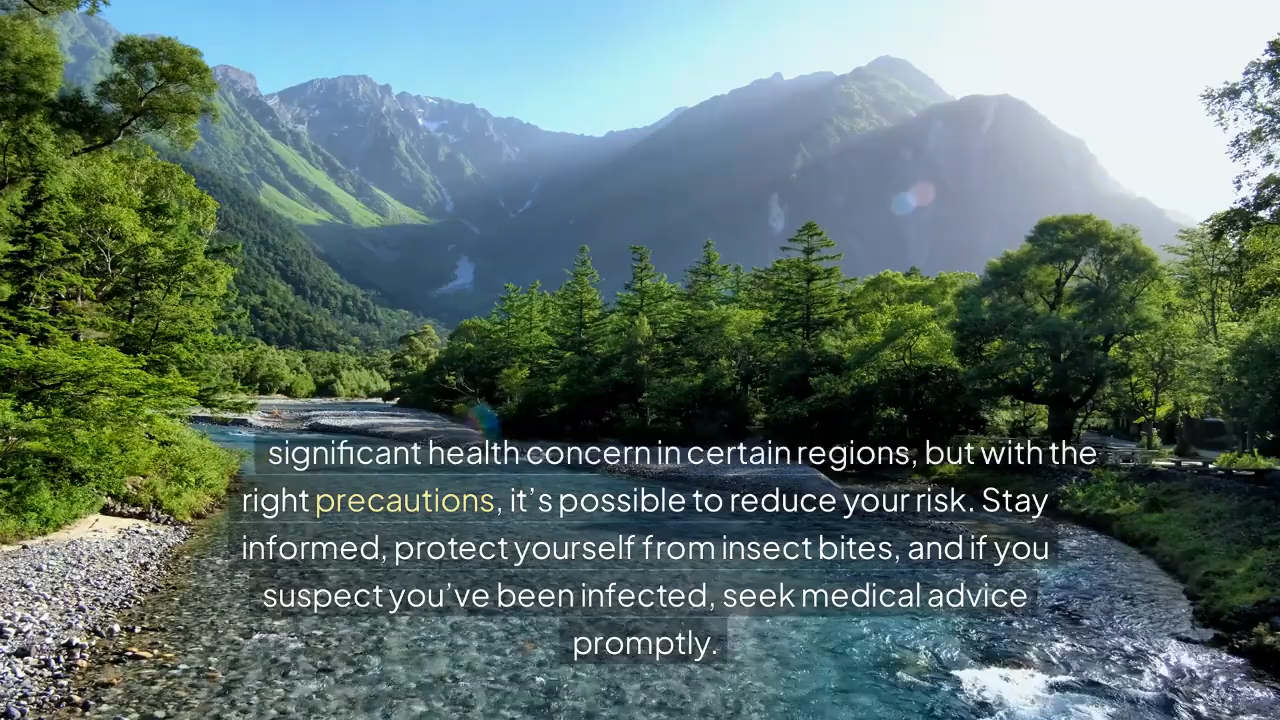 significant health concern in certain regions, but with the
right precautions, it’s possible to reduce your risk. Stay
informed, protect yourself from insect bites, and if you
suspect you’ve been infected, seek medical advice
promptly.